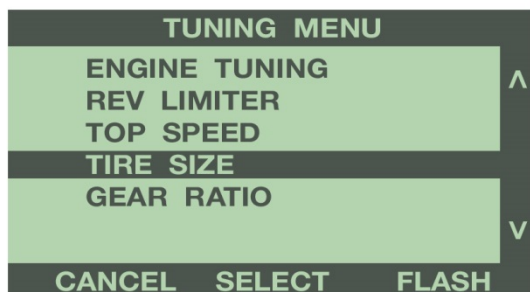 TUNING MENU
ENGINE TUNING
REV LIMITER
TOP SPEED
TIRE SIZE
GEAR RATIO
CANCEL SELECT FLASH